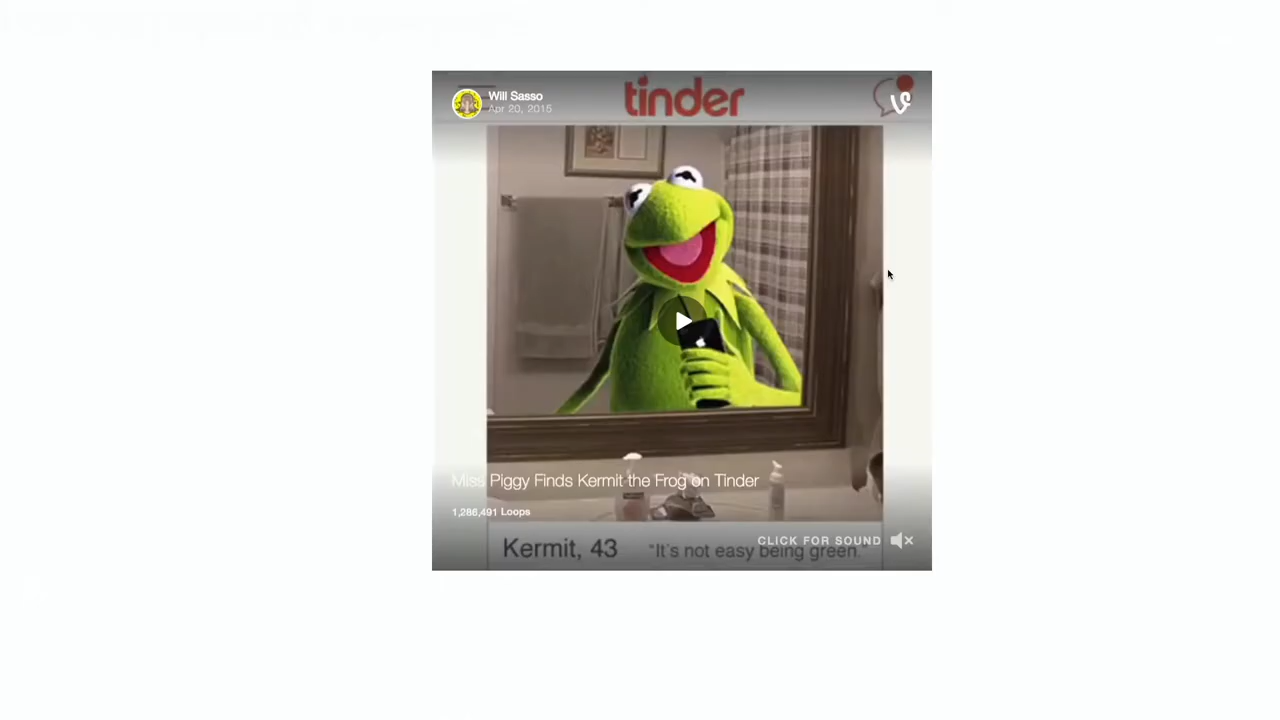 Will Sasso
Apr 20, 2015
tinder
Miss Piggy Finds Kermit the Frog on Tinder
1,286,491 Loops
CLICK FOR SOUND
Kermit, 43 "It's not easy being green."